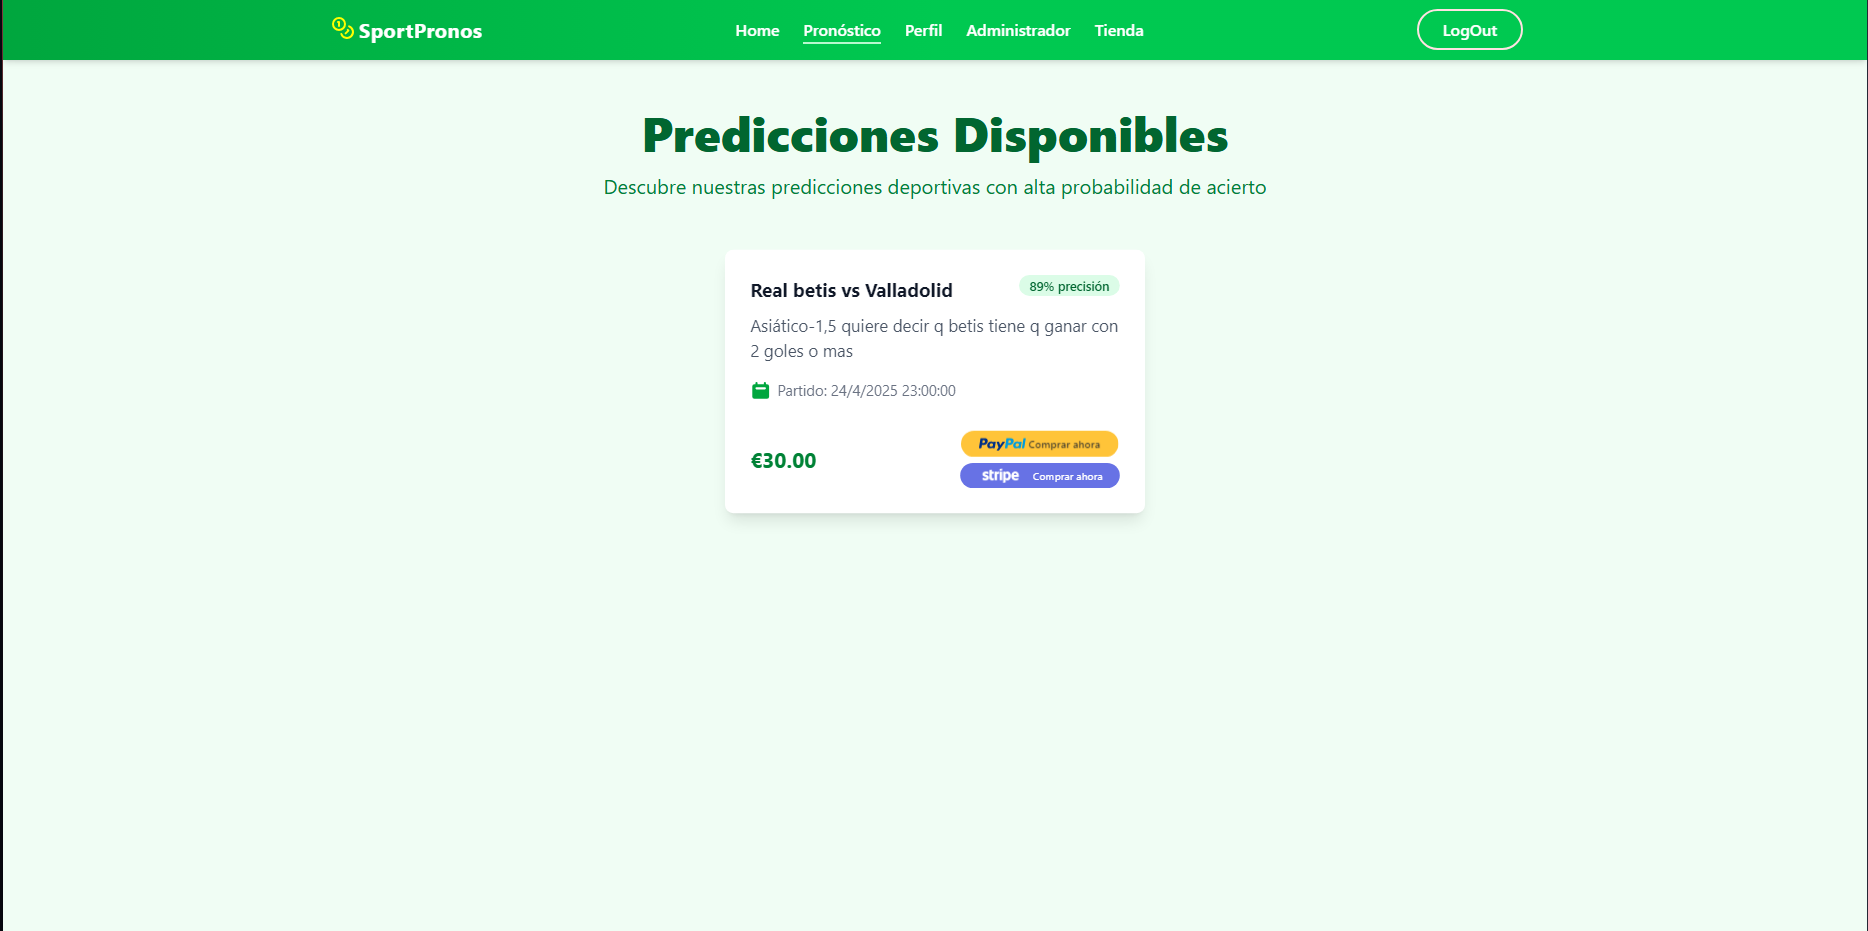 SportPronos
Home Pronóstico Perfil Administrador Tienda
LogOut
Predicciones Disponibles
Descubre nuestras predicciones deportivas con alta probabilidad de acierto
Real betis vs Valladolid
89% precisión
Asiático-1,5 quiere decir q betis tiene q ganar con
2 goles o mas
Partido: 24/4/2025 23:00:00
€30.00
PayPal Comprar ahora
stripe Comprar ahora